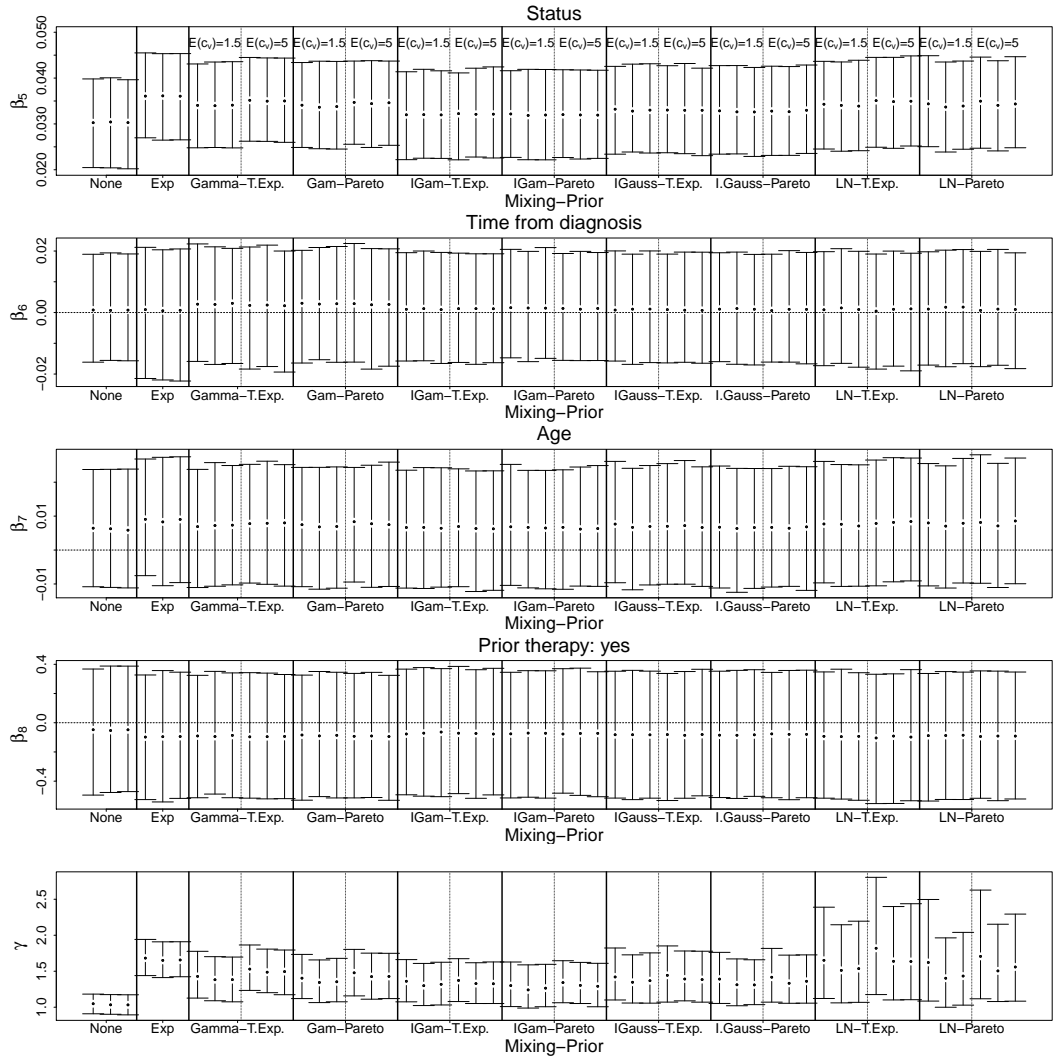 Status
E(cᵥ)=1.5 E(cᵥ)=5 E(cᵥ)=1.5 E(cᵥ)=5 E(cᵥ)=1.5 E(cᵥ)=5 E(cᵥ)=1.5 E(cᵥ)=5 E(cᵥ)=1.5 E(cᵥ)=5 E(cᵥ)=1.5 E(cᵥ)=5 E(cᵥ)=1.5 E(cᵥ)=5 E(cᵥ)=1.5 E(cᵥ)=5
β₅
0.050
0.040
0.030
0.020
None Exp Gamma−T.Exp. Gam−Pareto IGam−T.Exp. IGam−Pareto IGauss−T.Exp. I.Gauss−Pareto LN−T.Exp. LN−Pareto
Mixing−Prior
Time from diagnosis
β₆
0.02
0.00
−0.02
None Exp Gamma−T.Exp. Gam−Pareto IGam−T.Exp. IGam−Pareto IGauss−T.Exp. I.Gauss−Pareto LN−T.Exp. LN−Pareto
Mixing−Prior
Age
β₇
0.01
−0.01
None Exp Gamma−T.Exp. Gam−Pareto IGam−T.Exp. IGam−Pareto IGauss−T.Exp. I.Gauss−Pareto LN−T.Exp. LN−Pareto
Mixing−Prior
Prior therapy: yes
β₈
0.4
0.0
−0.4
None Exp Gamma−T.Exp. Gam−Pareto IGam−T.Exp. IGam−Pareto IGauss−T.Exp. I.Gauss−Pareto LN−T.Exp. LN−Pareto
Mixing−Prior
γ
2.5
2.0
1.5
1.0
None Exp Gamma−T.Exp. Gam−Pareto IGam−T.Exp. IGam−Pareto IGauss−T.Exp. I.Gauss−Pareto LN−T.Exp. LN−Pareto
Mixing−Prior